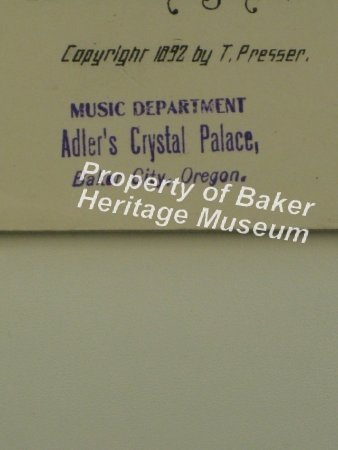 Copyright 1892 by T. Presser.
MUSIC DEPARTMENT
Adler's Crystal Palace,
Baker City, Oregon.
Property of Baker
Heritage Museum